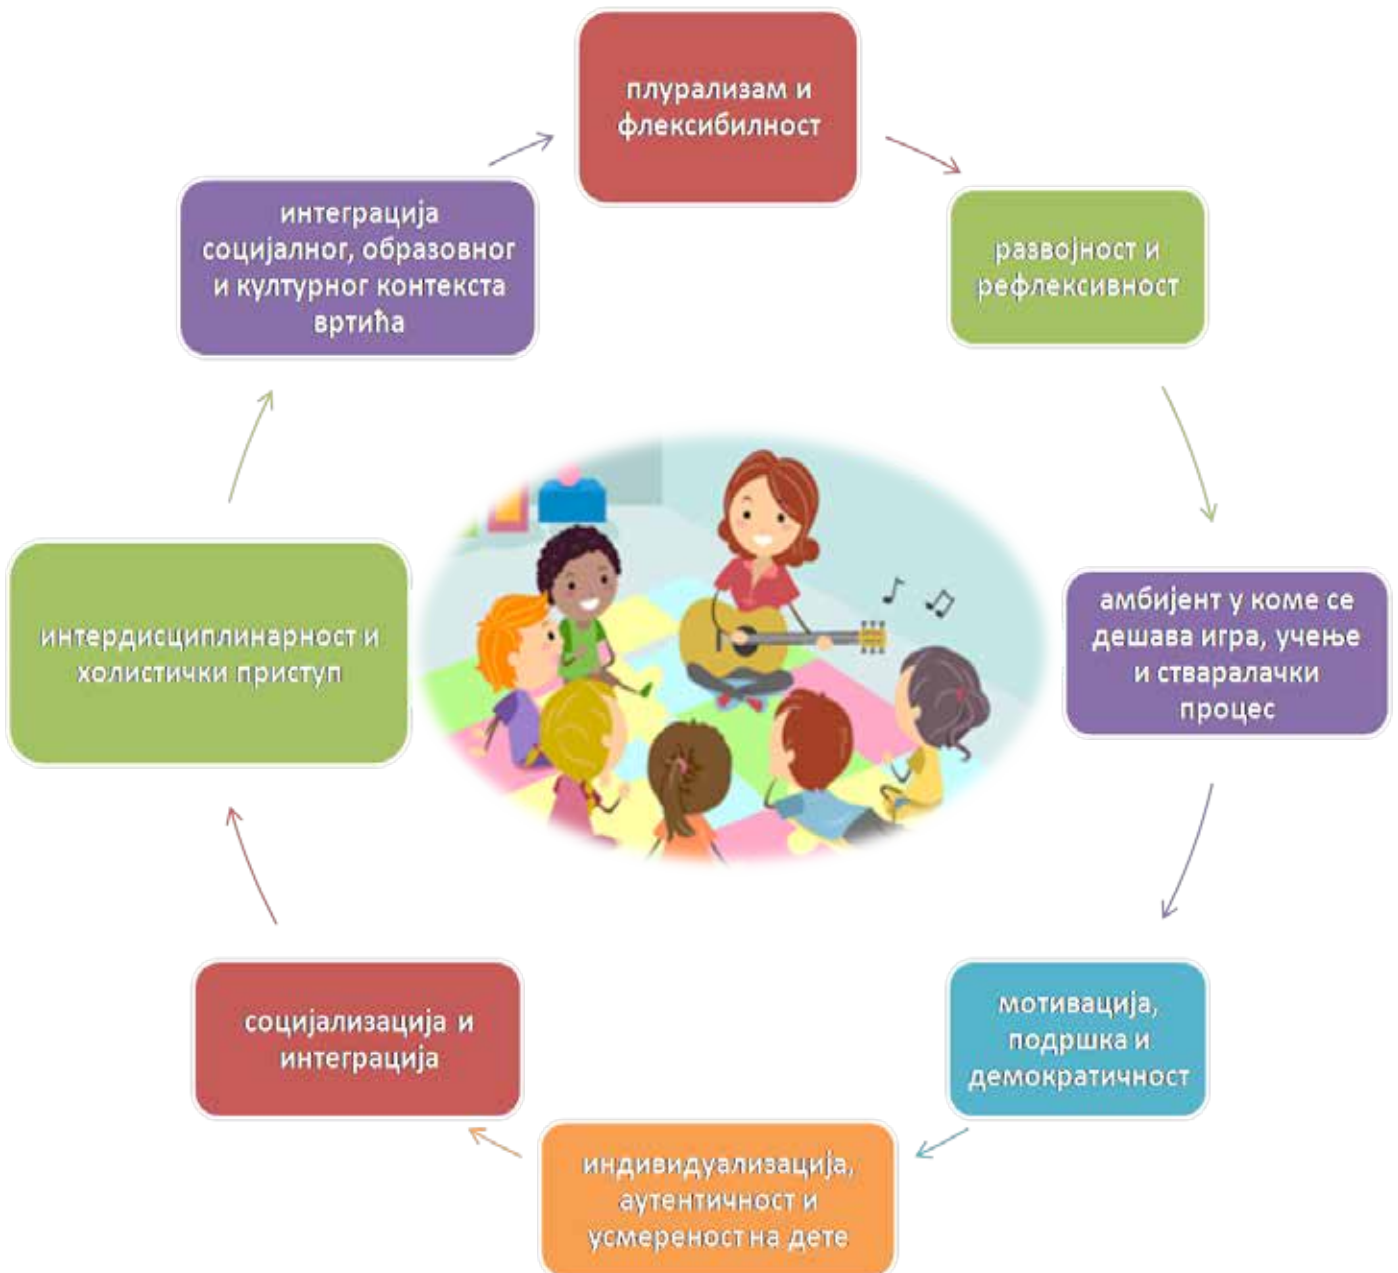 плурализам и
флексибилност
развојност и
рефлексивност
амбијент у коме се
дешава игра, учење
и стваралачки
процес
мотивација,
подршка и
демократичност
индивидуализација,
аутентичност и
усмереност на дете
социјализација и
интеграција
интердисциплинарност и
холистички приступ
интеграција
социјалног, образовног
и културног контекста
вртића